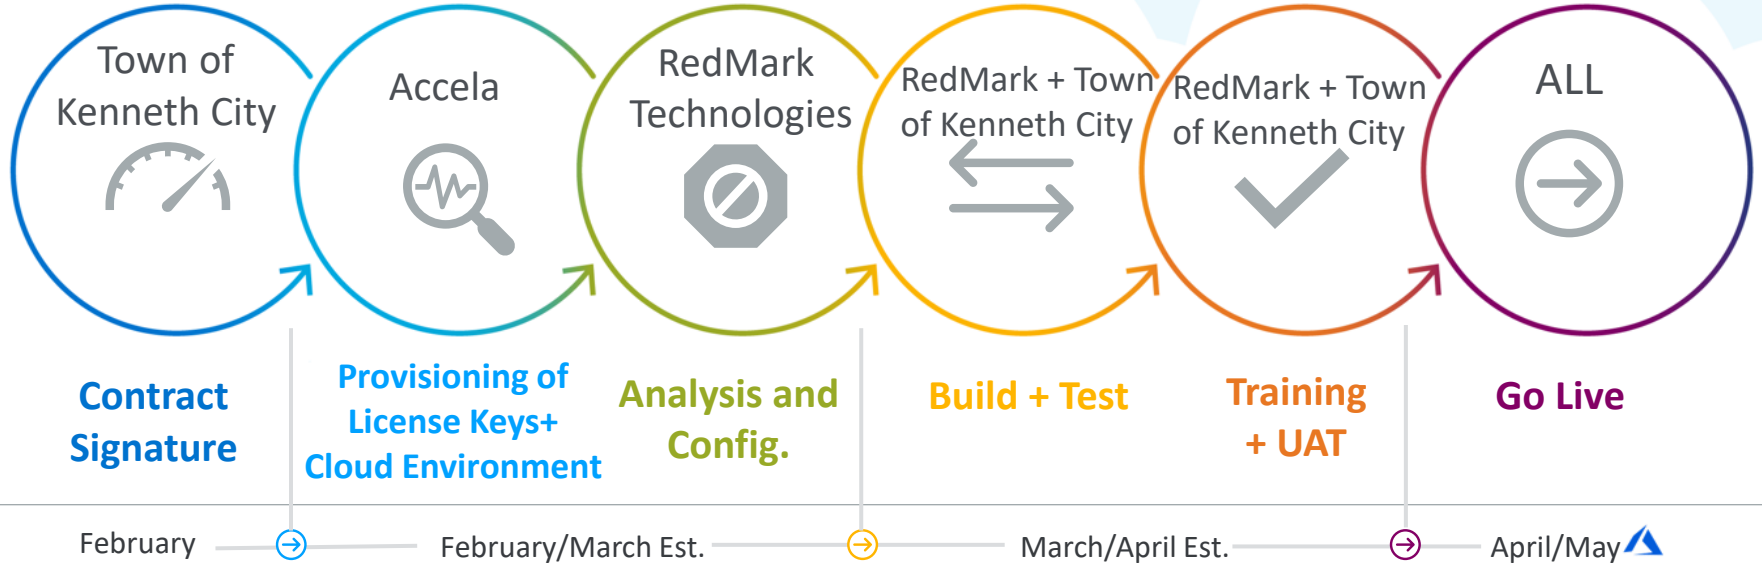 Town of
Kenneth City
Accela
RedMark
Technologies
RedMark + Town
of Kenneth City
RedMark + Town
of Kenneth City
ALL
Contract
Signature
Provisioning of
License Keys+
Cloud Environment
Analysis and
Config.
Build + Test
Training
+ UAT
Go Live
February
February/March Est.
March/April Est.
April/May